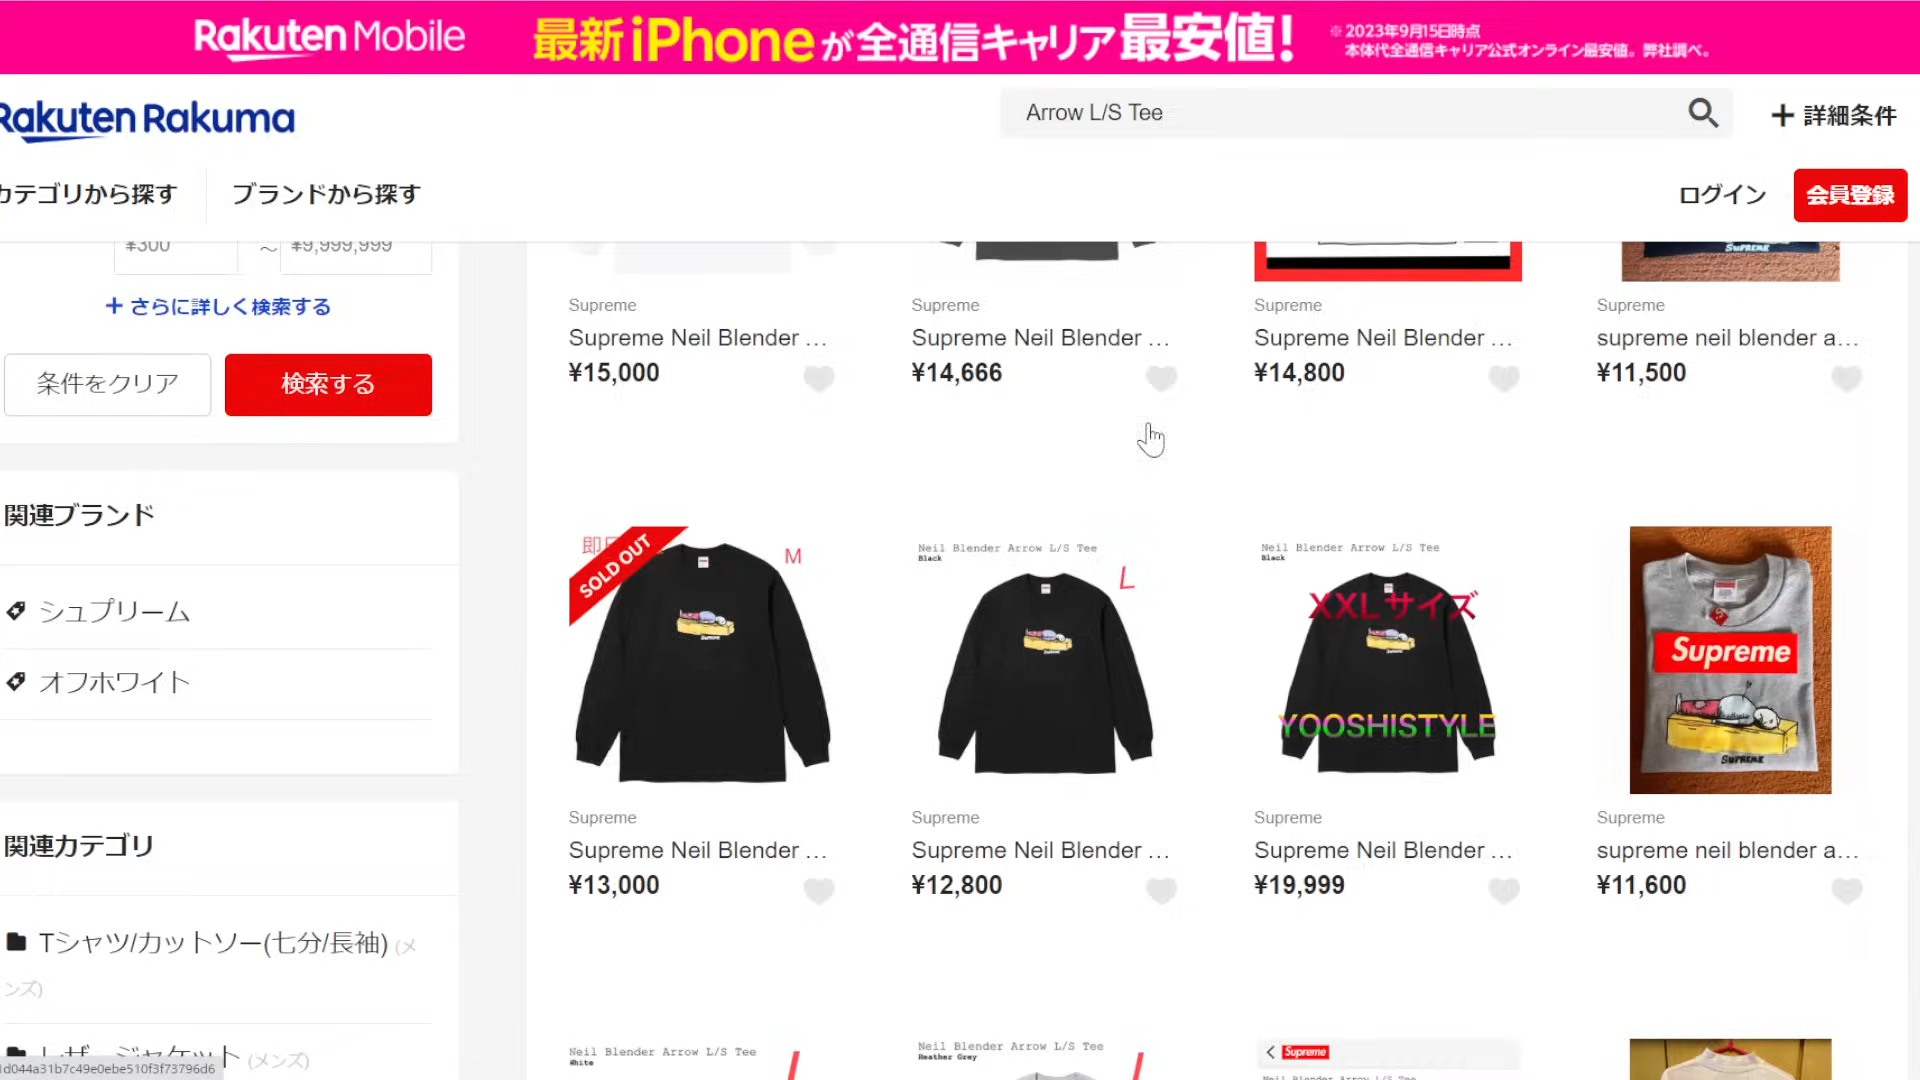 Rakuten Mobile
最新iPhoneが全通信キャリア最安値!
※2023年9月15日時点
本体代全通信キャリア公式オンライン最安値。弊社調べ。
Rakuten Rakuma
Arrow L/S Tee
詳細条件
カテゴリから探す
ブランドから探す
ログイン
会員登録
¥300 ～ ¥9,999,999
さらに詳しく検索する
条件をクリア
検索する
SUPREME
Supreme
Supreme Neil Blender ...
¥15,000
Supreme
Supreme Neil Blender ...
¥14,666
Supreme
Supreme Neil Blender ...
¥14,800
Supreme
supreme neil blender a...
¥11,500
関連ブランド
シュプリーム
オフホワイト
即日
SOLD OUT
M
Neil Blender Arrow L/S Tee
Black
L
Neil Blender Arrow L/S Tee
Black
XXLサイズ
YOOSHISTYLE
Supreme
SUPREME
Supreme
Supreme Neil Blender ...
¥13,000
Supreme
Supreme Neil Blender ...
¥12,800
Supreme
Supreme Neil Blender ...
¥19,999
Supreme
supreme neil blender a...
¥11,600
関連カテゴリ
Tシャツ/カットソー(七分/長袖) (メ
ンズ)
レザージャケット (メンズ)
1d044a31b7c49e0ebe510f3f73796d6
Neil Blender Arrow L/S Tee
White
Neil Blender Arrow L/S Tee
Heather Grey
Supreme
Neil Blender Arrow L/S Tee